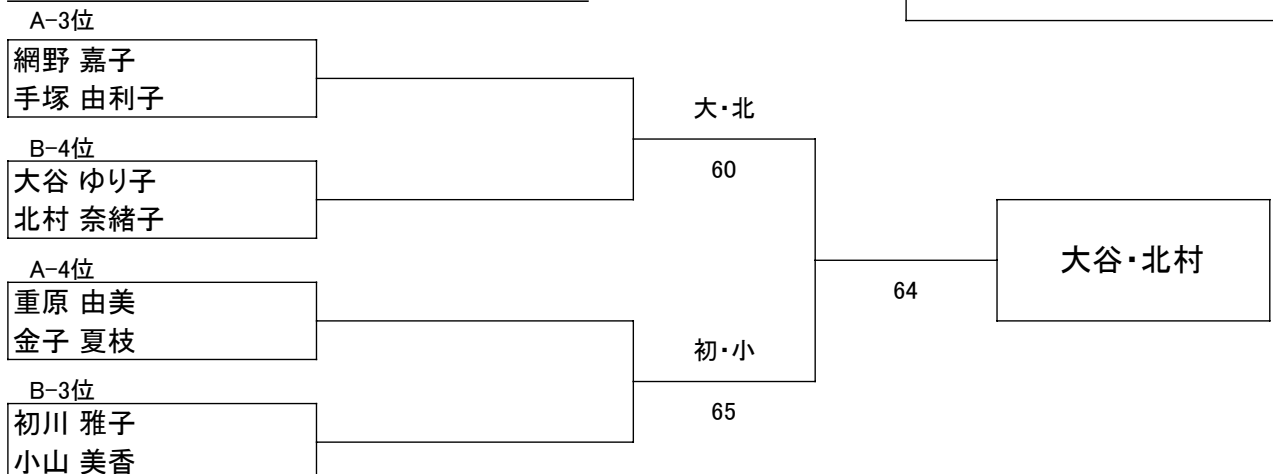 A-3位
網野 嘉子
手塚 由利子
大・北
B-4位
60
大谷 ゆり子
北村 奈緒子
大谷・北村
A-4位
64
重原 由美
金子 夏枝
初・小
B-3位
65
初川 雅子
小山 美香